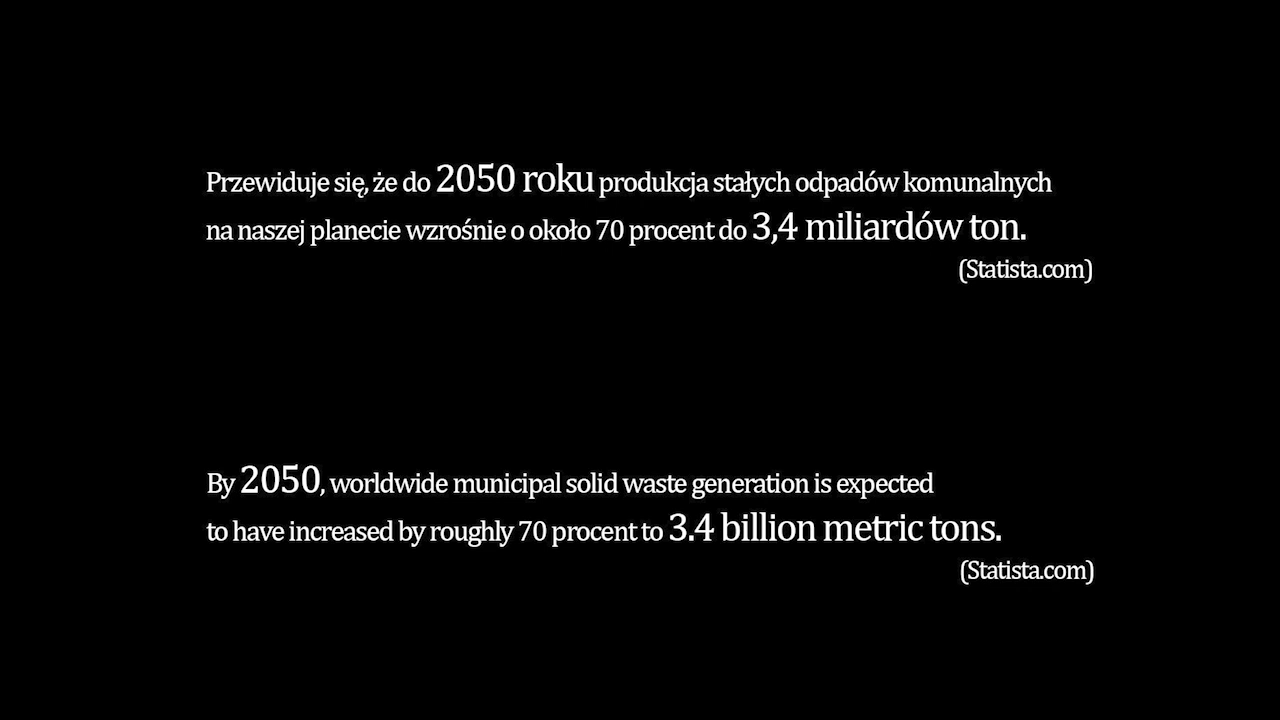 Przewiduje się, że do 2050 roku produkcja stałych odpadów komunalnych
na naszej planecie wzrośnie o około 70 procent do 3,4 miliardów ton.
(Statista.com)
By 2050, worldwide municipal solid waste generation is expected
to have increased by roughly 70 procent to 3.4 billion metric tons.
(Statista.com)